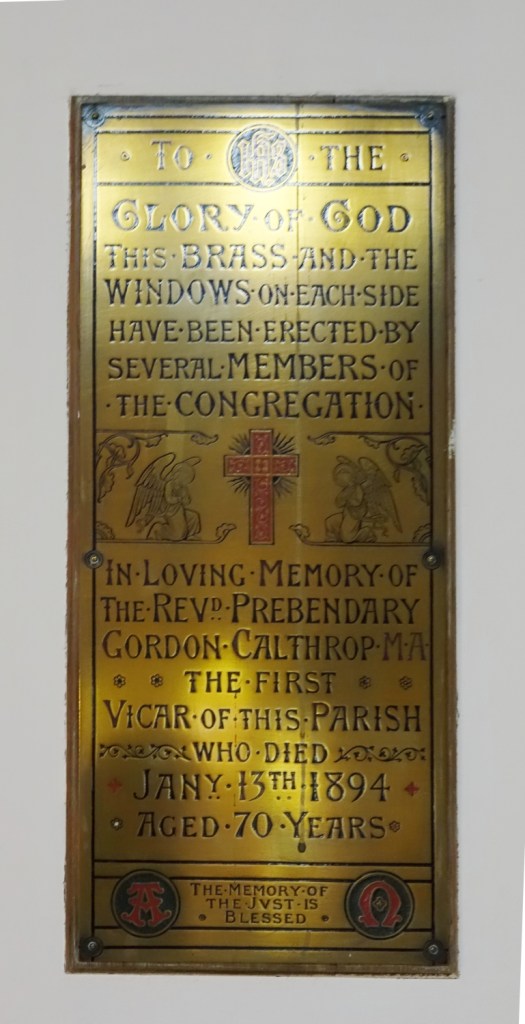 TO · IHS · THE
GLORY · OF · GOD
THIS · BRASS · AND · THE
WINDOWS · ON · EACH · SIDE
HAVE · BEEN · ERECTED · BY
SEVERAL · MEMBERS · OF
· THE · CONGREGATION ·
IN · LOVING · MEMORY · OF
THE · REVD · PREBENDARY
GORDON · CALTHROP · M · A
THE · FIRST
VICAR · OF · THIS · PARISH
WHO · DIED
JANY · 13TH · 1894
AGED · 70 · YEARS
A THE · MEMORY · OF Ω
THE JVST · IS
· BLESSED ·